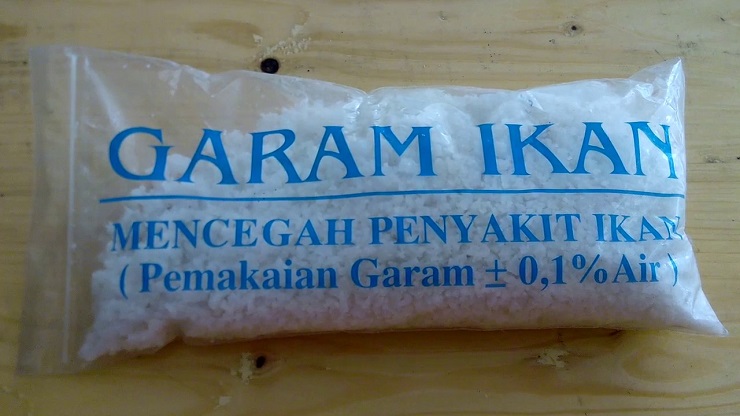 GARAM IKAN
MENCEGAH PENYAKIT IKAN
( Pemakaian Garam ± 0,1% Air )